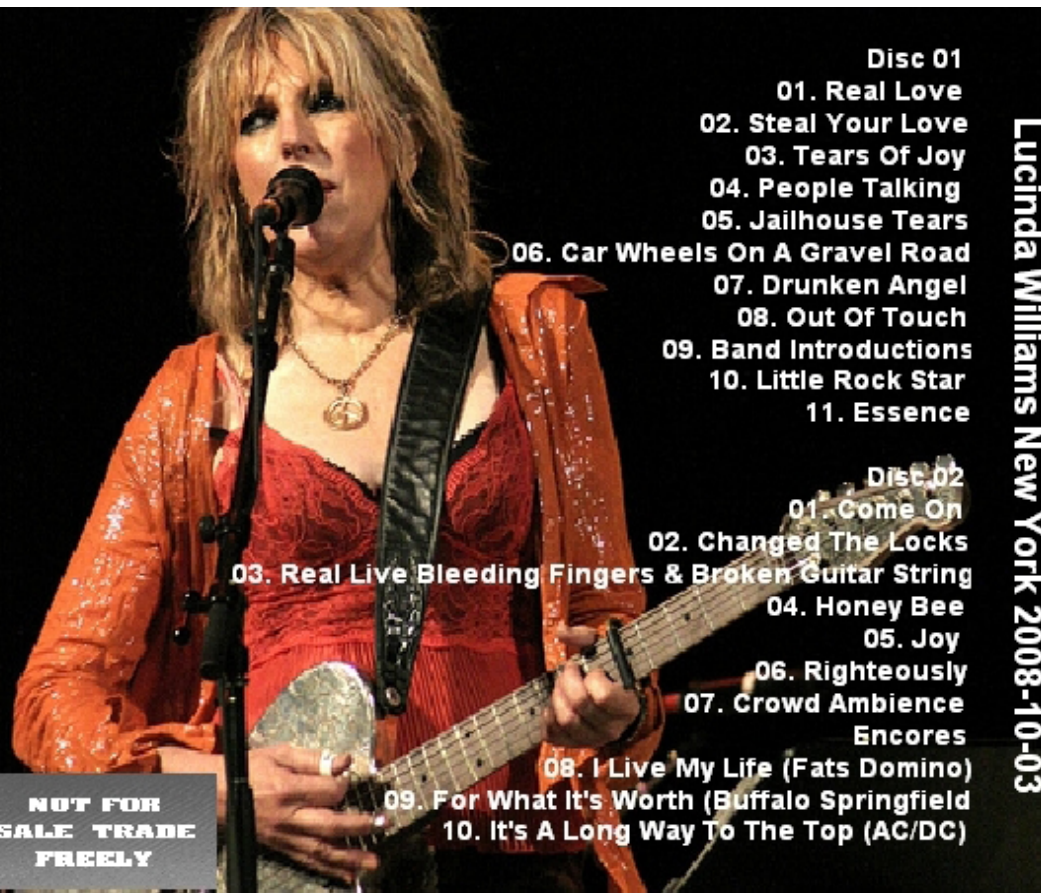 Disc 01
01. Real Love
02. Steal Your Love
03. Tears Of Joy
04. People Talking
05. Jailhouse Tears
06. Car Wheels On A Gravel Road
07. Drunken Angel
08. Out Of Touch
09. Band Introductions
10. Little Rock Star
11. Essence
Disc 02
01. Come On
02. Changed The Locks
03. Real Live Bleeding Fingers & Broken Guitar String
04. Honey Bee
05. Joy
06. Righteously
07. Crowd Ambience
Encores
08. I Live My Life (Fats Domino)
09. For What It's Worth (Buffalo Springfield
10. It's A Long Way To The Top (AC/DC)
Lucinda Williams New York 2008-10-03
NOT FOR
SALE TRADE
FREELY